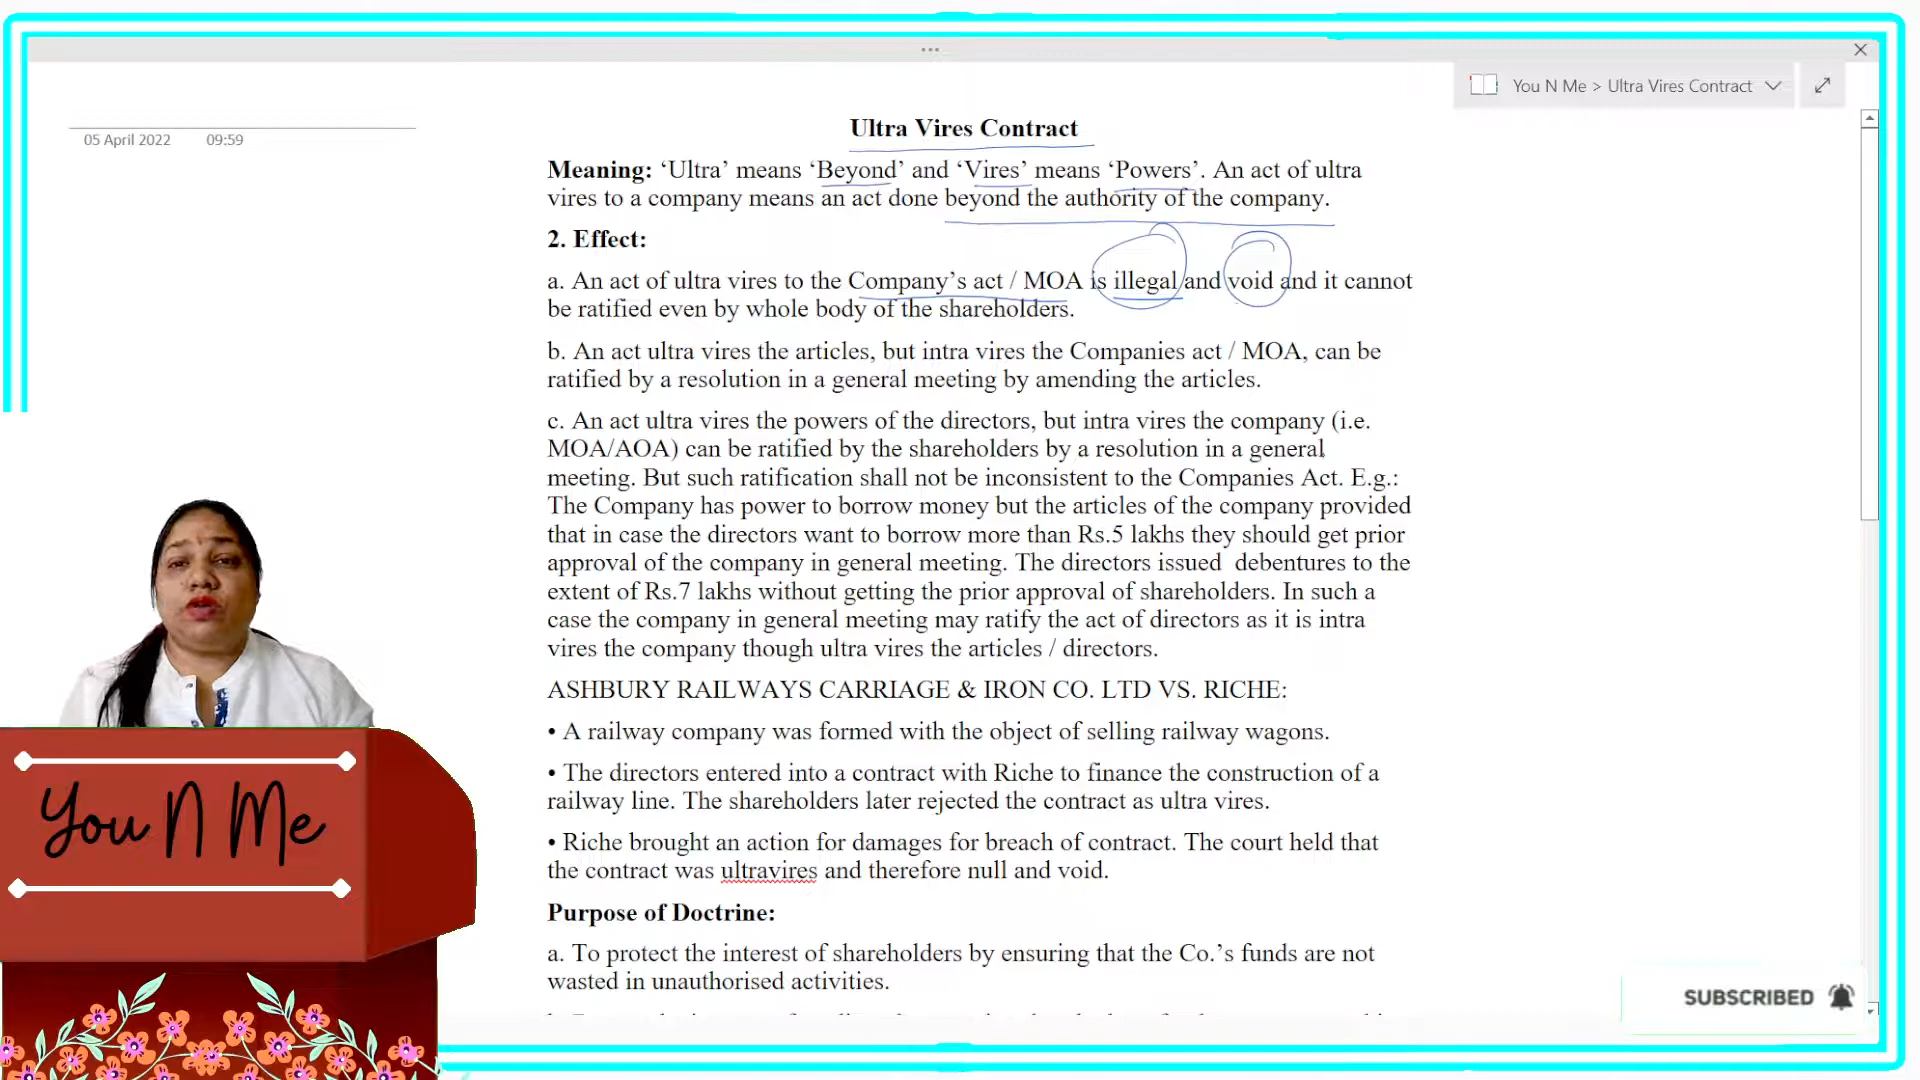 You N Me > Ultra Vires Contract
05 April 2022 09:59
Ultra Vires Contract
Meaning: ‘Ultra’ means ‘Beyond’ and ‘Vires’ means ‘Powers’. An act of ultra
vires to a company means an act done beyond the authority of the company.
2. Effect:
a. An act of ultra vires to the Company’s act / MOA is illegal and void and it cannot
be ratified even by whole body of the shareholders.
b. An act ultra vires the articles, but intra vires the Companies act / MOA, can be
ratified by a resolution in a general meeting by amending the articles.
c. An act ultra vires the powers of the directors, but intra vires the company (i.e.
MOA/AOA) can be ratified by the shareholders by a resolution in a general
meeting. But such ratification shall not be inconsistent to the Companies Act. E.g.:
The Company has power to borrow money but the articles of the company provided
that in case the directors want to borrow more than Rs.5 lakhs they should get prior
approval of the company in general meeting. The directors issued debentures to the
extent of Rs.7 lakhs without getting the prior approval of shareholders. In such a
case the company in general meeting may ratify the act of directors as it is intra
vires the company though ultra vires the articles / directors.
ASHBURY RAILWAYS CARRIAGE & IRON CO. LTD VS. RICHE:
• A railway company was formed with the object of selling railway wagons.
• The directors entered into a contract with Riche to finance the construction of a
railway line. The shareholders later rejected the contract as ultra vires.
• Riche brought an action for damages for breach of contract. The court held that
the contract was ultravires and therefore null and void.
Purpose of Doctrine:
a. To protect the interest of shareholders by ensuring that the Co.’s funds are not
wasted in unauthorised activities.
You N Me
SUBSCRIBED